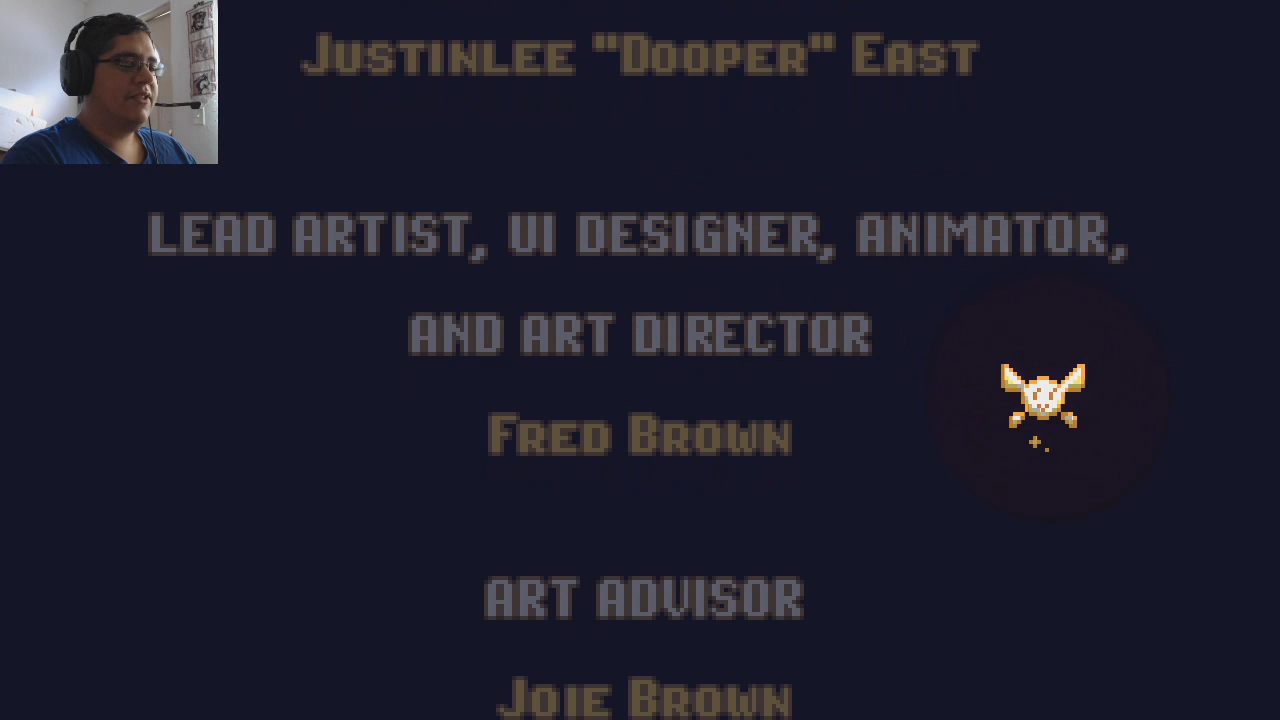 Justinlee "Dooper" East
LEAD ARTIST, UI DESIGNER, ANIMATOR,
AND ART DIRECTOR
Fred Brown
ART ADVISOR
Joie Brown